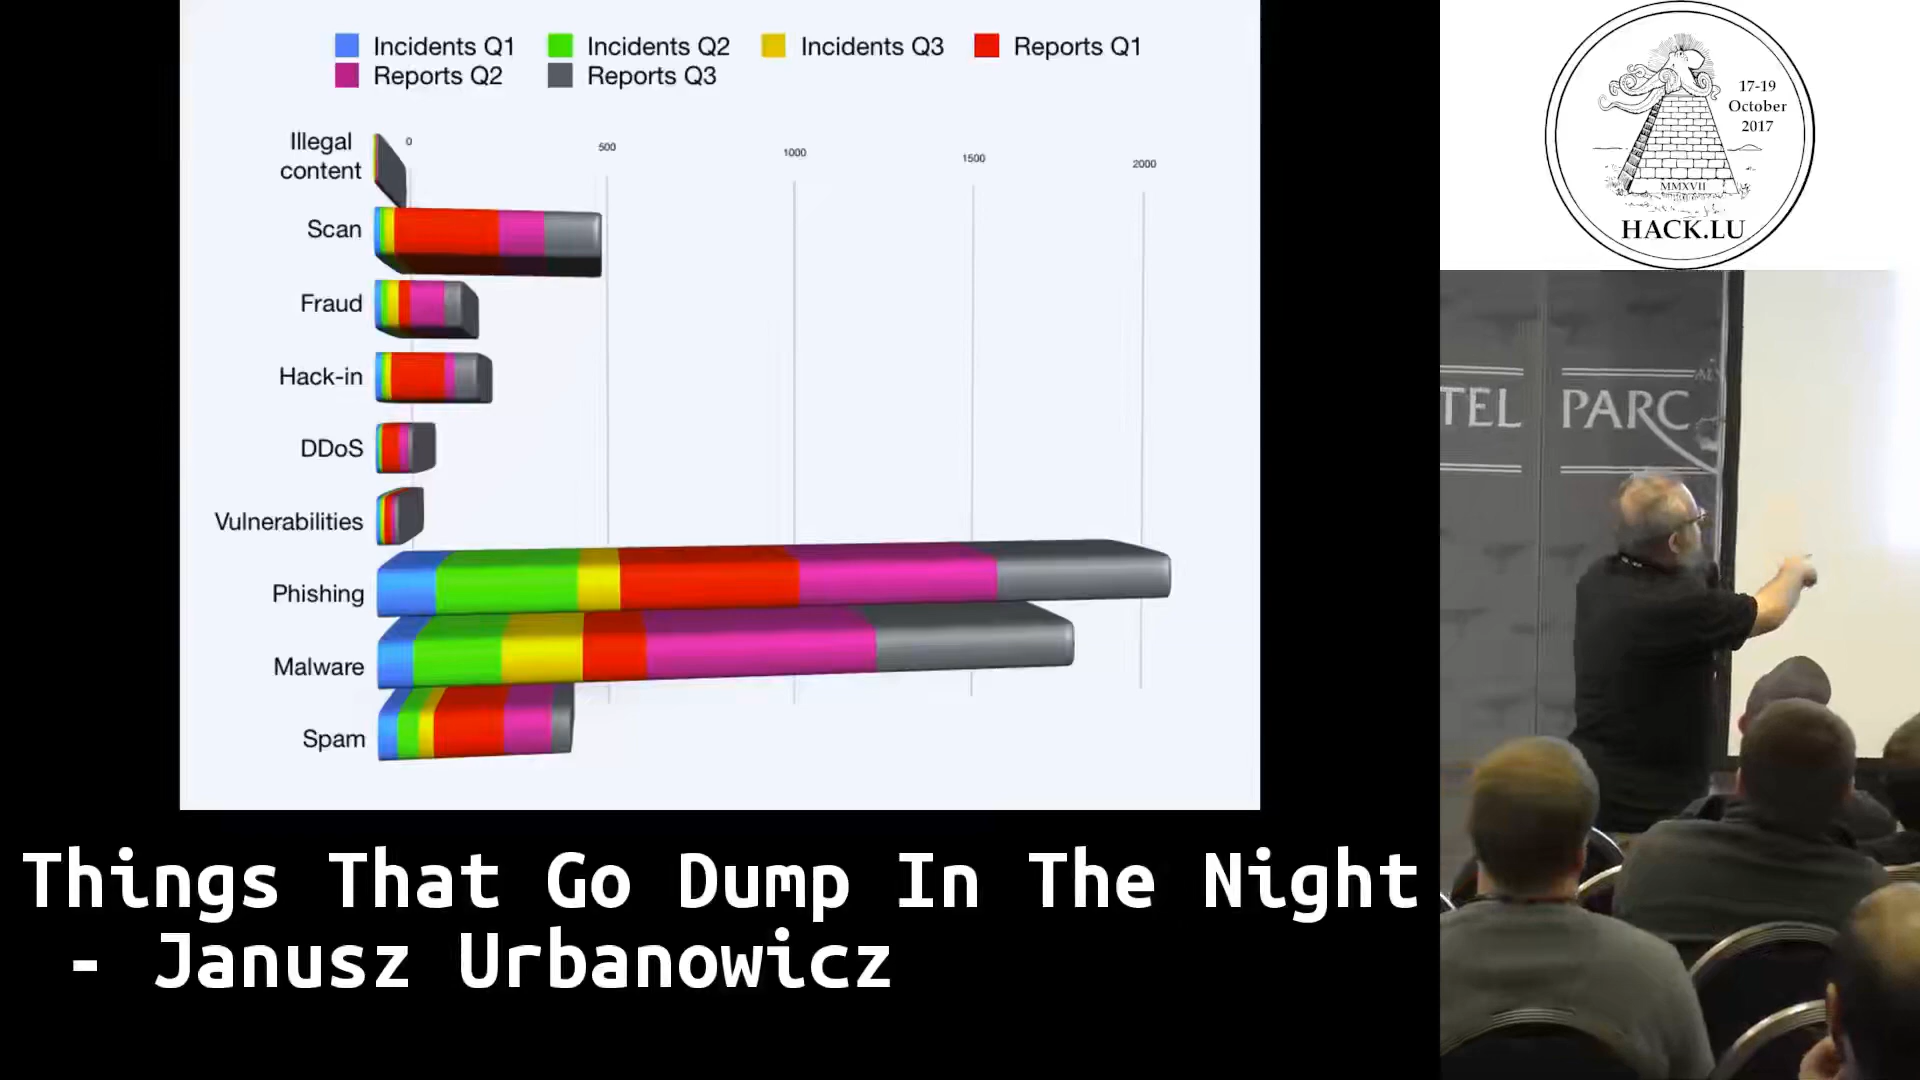 Incidents Q1 Incidents Q2 Incidents Q3 Reports Q1
Reports Q2 Reports Q3
0 500 1000 1500 2000
Illegal
content
Scan
Fraud
Hack-in
DDoS
Vulnerabilities
Phishing
Malware
Spam
Things That Go Dump In The Night
- Janusz Urbanowicz
17-19
October
2017
MMXVII
HACK.LU
TEL PARC